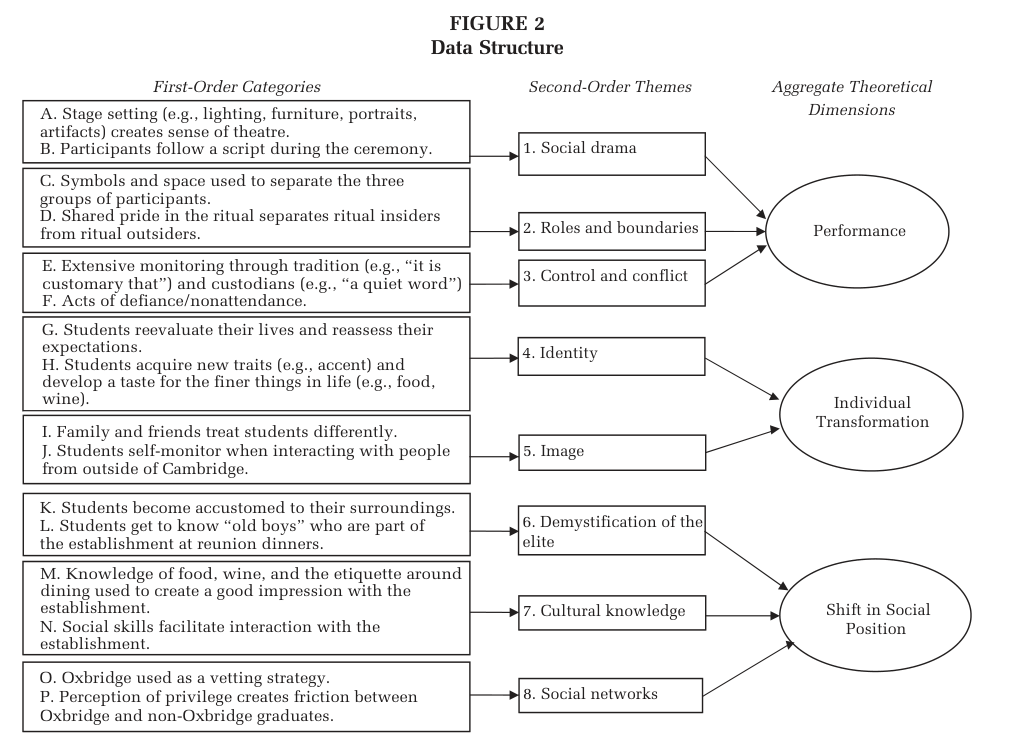 FIGURE 2
Data Structure
First-Order Categories
Second-Order Themes
Aggregate Theoretical
Dimensions
A. Stage setting (e.g., lighting, furniture, portraits,
artifacts) creates sense of theatre.
B. Participants follow a script during the ceremony.
1. Social drama
C. Symbols and space used to separate the three
groups of participants.
D. Shared pride in the ritual separates ritual insiders
from ritual outsiders.
2. Roles and boundaries
Performance
E. Extensive monitoring through tradition (e.g., “it is
customary that”) and custodians (e.g., “a quiet word”)
F. Acts of defiance/nonattendance.
3. Control and conflict
G. Students reevaluate their lives and reassess their
expectations.
H. Students acquire new traits (e.g., accent) and
develop a taste for the finer things in life (e.g., food,
wine).
4. Identity
Individual
Transformation
I. Family and friends treat students differently.
J. Students self-monitor when interacting with people
from outside of Cambridge.
5. Image
K. Students become accustomed to their surroundings.
L. Students get to know “old boys” who are part of
the establishment at reunion dinners.
6. Demystification of the
elite
M. Knowledge of food, wine, and the etiquette around
dining used to create a good impression with the
establishment.
N. Social skills facilitate interaction with the
establishment.
7. Cultural knowledge
Shift in Social
Position
O. Oxbridge used as a vetting strategy.
P. Perception of privilege creates friction between
Oxbridge and non-Oxbridge graduates.
8. Social networks